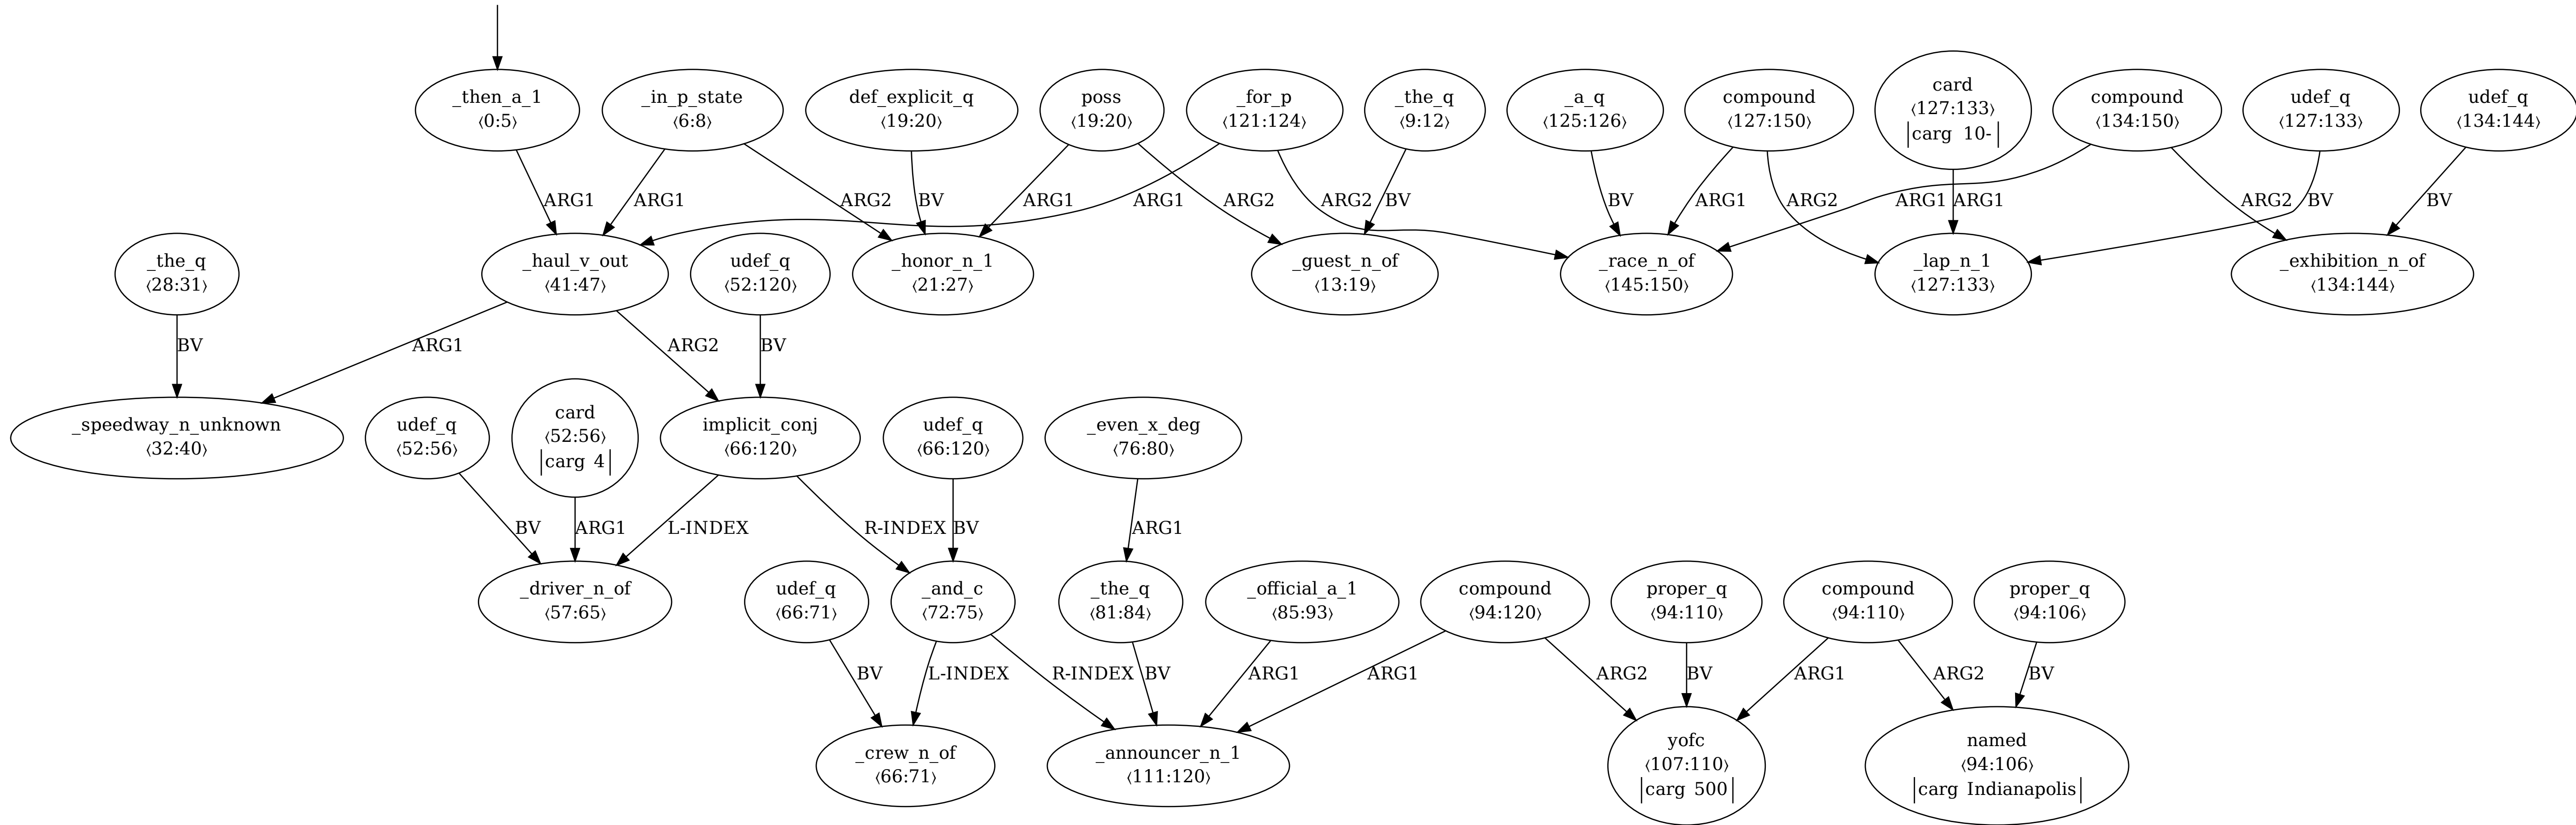 _then_a_1
⟨0:5⟩
_in_p_state
⟨6:8⟩
def_explicit_q
⟨19:20⟩
poss
⟨19:20⟩
_for_p
⟨121:124⟩
_the_q
⟨9:12⟩
_a_q
⟨125:126⟩
compound
⟨127:150⟩
card
⟨127:133⟩
|carg 10-|
compound
⟨134:150⟩
udef_q
⟨127:133⟩
udef_q
⟨134:144⟩
ARG1
ARG1
ARG2
BV
ARG1
ARG1
ARG2
ARG2
BV
BV
ARG1
ARG2
ARG1
ARG1
ARG2
BV
BV
_the_q
⟨28:31⟩
_haul_v_out
⟨41:47⟩
udef_q
⟨52:120⟩
_honor_n_1
⟨21:27⟩
_guest_n_of
⟨13:19⟩
_race_n_of
⟨145:150⟩
_lap_n_1
⟨127:133⟩
_exhibition_n_of
⟨134:144⟩
BV
ARG1
ARG2
BV
_speedway_n_unknown
⟨32:40⟩
udef_q
⟨52:56⟩
card
⟨52:56⟩
|carg 4|
implicit_conj
⟨66:120⟩
udef_q
⟨66:120⟩
_even_x_deg
⟨76:80⟩
BV
ARG1
L-INDEX
R-INDEX
BV
ARG1
_driver_n_of
⟨57:65⟩
udef_q
⟨66:71⟩
_and_c
⟨72:75⟩
_the_q
⟨81:84⟩
_official_a_1
⟨85:93⟩
compound
⟨94:120⟩
proper_q
⟨94:110⟩
compound
⟨94:110⟩
proper_q
⟨94:106⟩
BV
L-INDEX
R-INDEX
BV
ARG1
ARG1
ARG2
BV
ARG1
ARG2
BV
_crew_n_of
⟨66:71⟩
_announcer_n_1
⟨111:120⟩
yofc
⟨107:110⟩
|carg 500|
named
⟨94:106⟩
|carg Indianapolis|